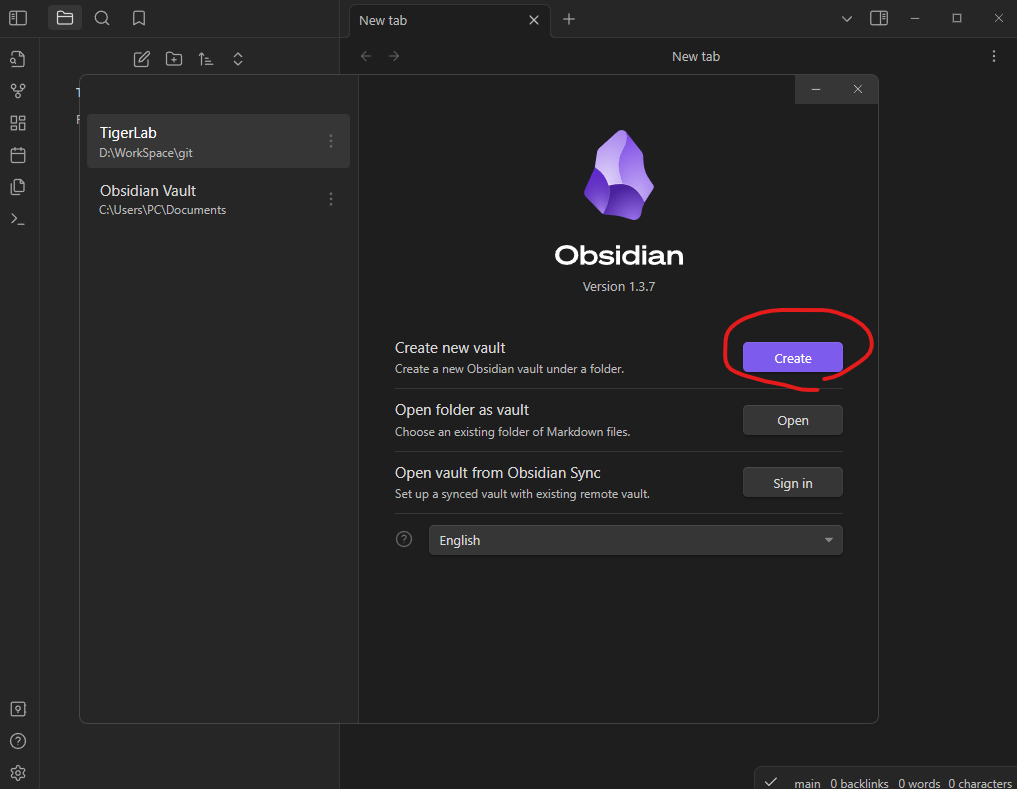 New tab
New tab
TigerLab
D:\WorkSpace\git
Obsidian Vault
C:\Users\PC\Documents
Obsidian
Version 1.3.7
Create new vault
Create a new Obsidian vault under a folder.
Create
Open folder as vault
Choose an existing folder of Markdown files.
Open
Open vault from Obsidian Sync
Set up a synced vault with existing remote vault.
Sign in
English
main 0 backlinks 0 words 0 characters